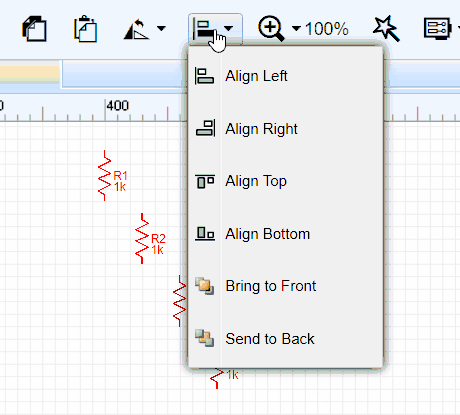 100%
0
400
Align Left
Align Right
Align Top
Align Bottom
Bring to Front
Send to Back
R1
1k
R2
1k
1k